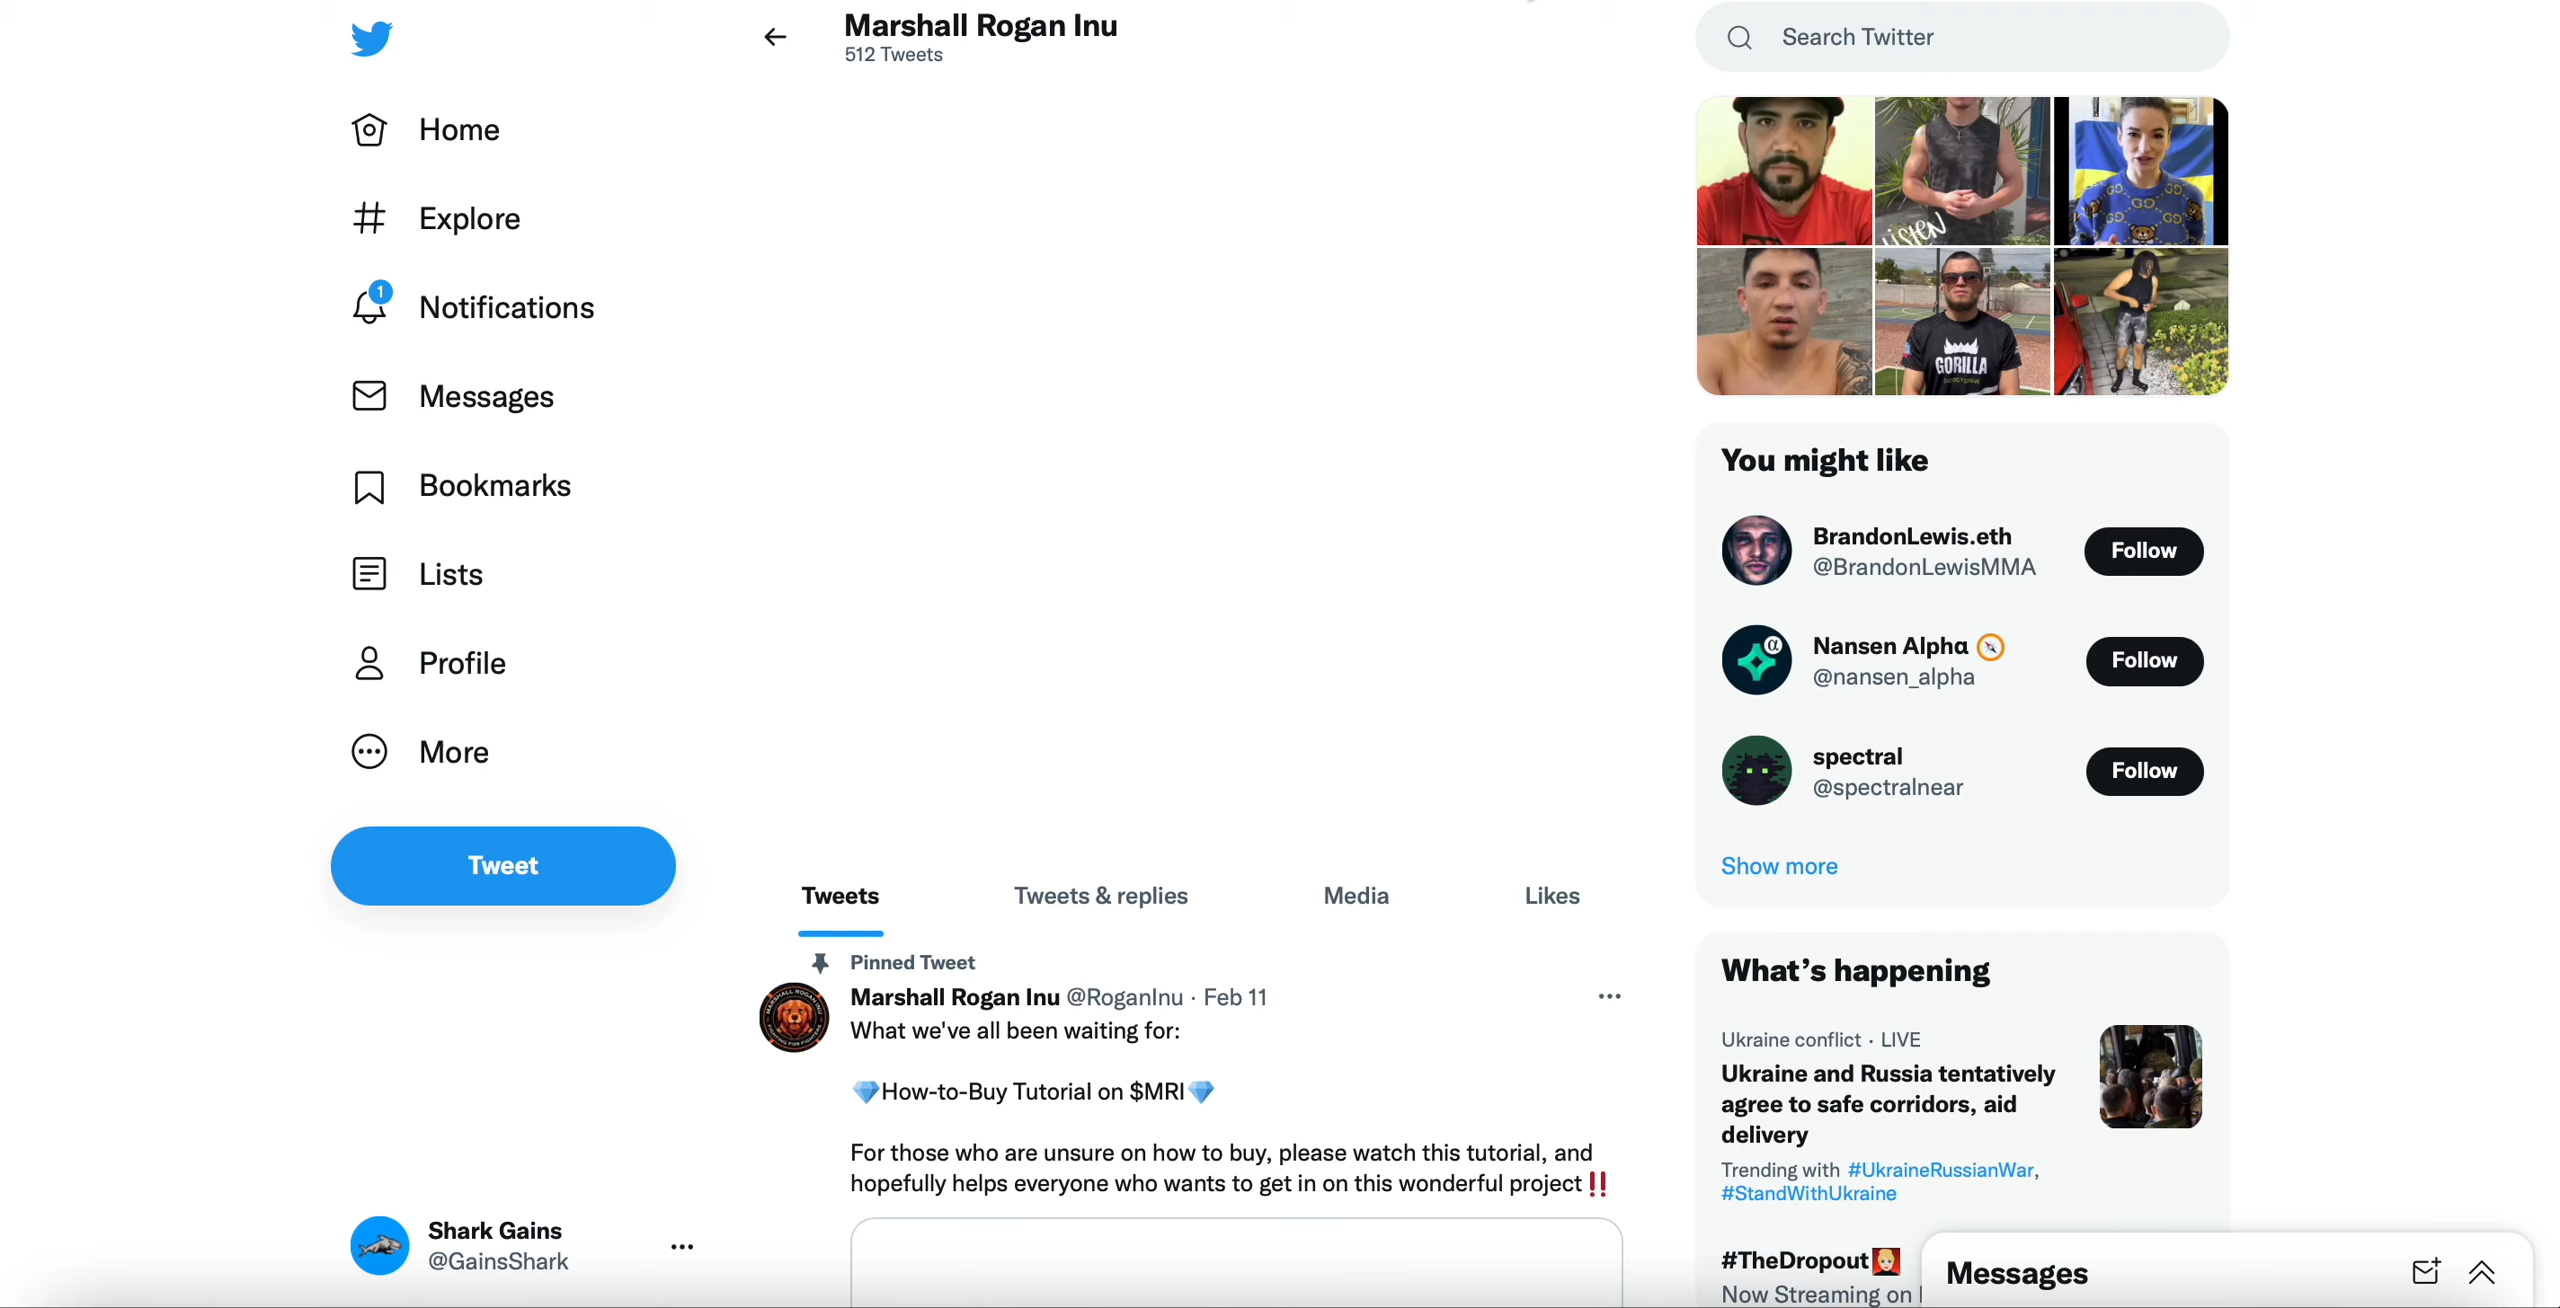 Marshall Rogan Inu
512 Tweets
Search Twitter
Home
Explore
1
Notifications
Messages
Bookmarks
Lists
Profile
More
Tweet
Shark Gains
@GainsShark
Tweets
Tweets & replies
Media
Likes
Pinned Tweet
Marshall Rogan Inu @RoganInu · Feb 11
What we've all been waiting for:
💎How-to-Buy Tutorial on $MRI💎
For those who are unsure on how to buy, please watch this tutorial, and
hopefully helps everyone who wants to get in on this wonderful project‼️
LISTEN
GORILLA
You might like
BrandonLewis.eth
@BrandonLewisMMA
Follow
Nansen Alphα 🧭
@nansen_alpha
Follow
spectral
@spectralnear
Follow
Show more
What’s happening
Ukraine conflict · LIVE
Ukraine and Russia tentatively
agree to safe corridors, aid
delivery
Trending with #UkraineRussianWar,
#StandWithUkraine
#TheDropout
Now Streaming on
Messages